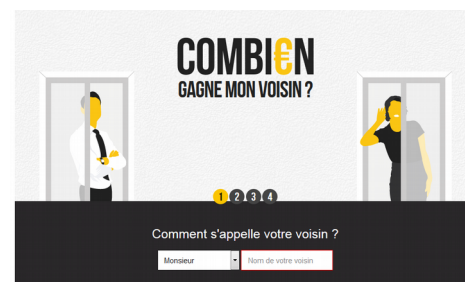 COMBI€N
GAGNE MON VOISIN ?
1 2 3 4
Comment s'appelle votre voisin ?
Monsieur
Nom de votre voisin